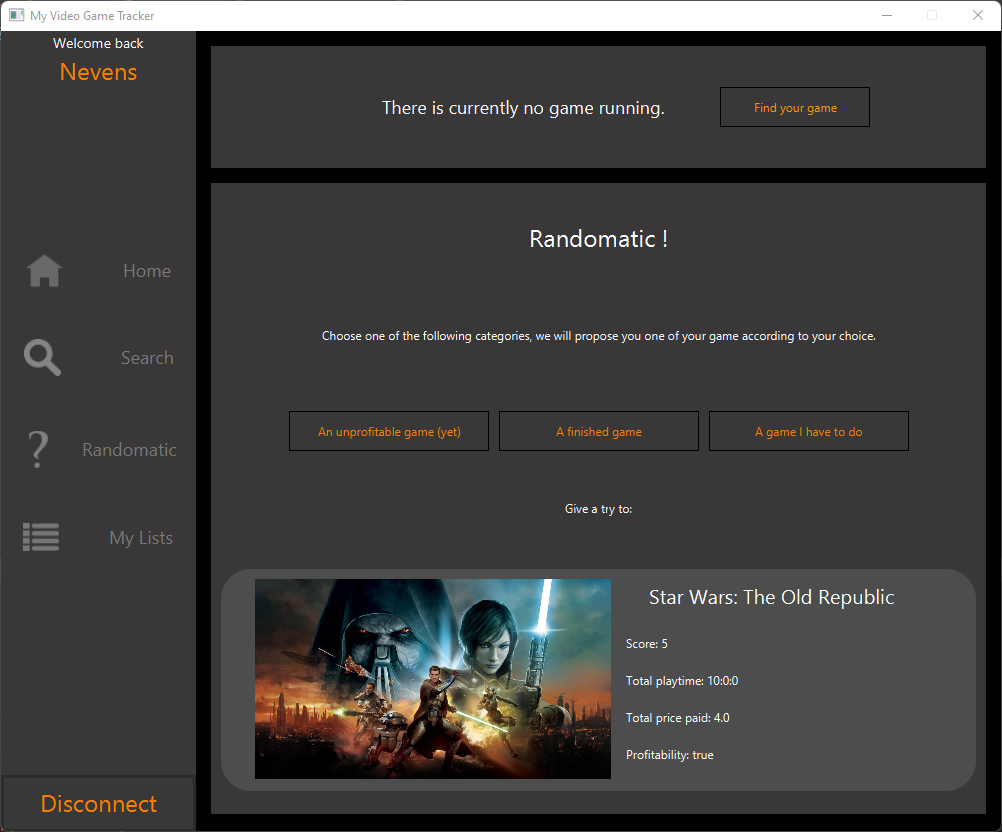 My Video Game Tracker
Welcome back
Nevens
Home
Search
Randomatic
My Lists
Disconnect
There is currently no game running.
Find your game
Randomatic !
Choose one of the following categories, we will propose you one of your game according to your choice.
An unprofitable game (yet)
A finished game
A game I have to do
Give a try to:
Star Wars: The Old Republic
Score: 5
Total playtime: 10:0:0
Total price paid: 4.0
Profitability: true